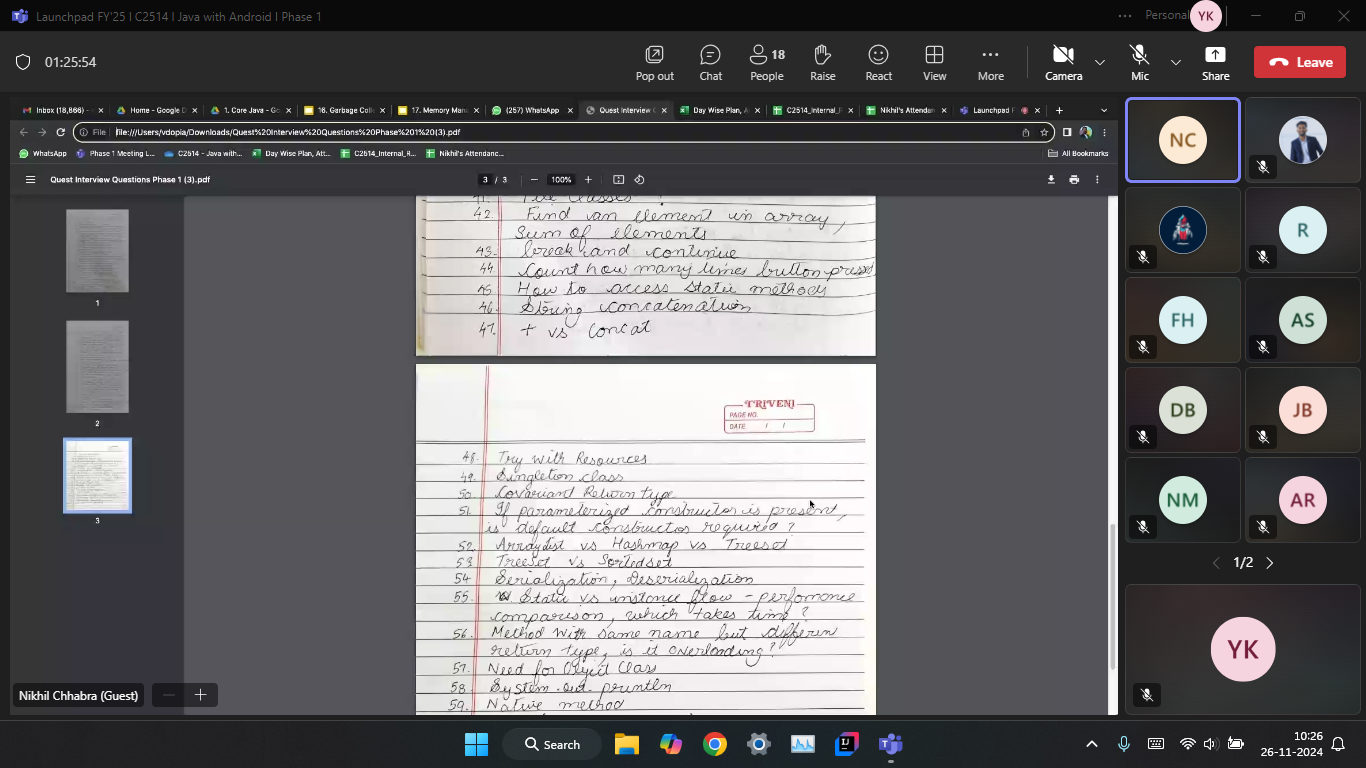 Launchpad FY'25 | C2514 | Java with Android | Phase 1
Personal
YK
01:25:54
Pop out
Chat
18
People
Raise
React
View
More
Camera
Mic
Share
Leave
Inbox (18,866) -
Home - Google D
1. Core Java - Go
16. Garbage Coll
17. Memory Man
(257) WhatsApp
Quest Interview C
Day Wise Plan, A
C2514_Internal_F
Nikhil's Attendan
Launchpad F
File
file:///Users/vdopia/Downloads/Quest%20Interview%20Questions%20Phase%201%20(3).pdf
WhatsApp
Phase 1 Meeting L...
C2514 - Java with...
Day Wise Plan, Att...
C2514_Internal_R...
Nikhil's Attendanc...
All Bookmarks
Quest Interview Questions Phase 1 (3).pdf
3 / 3
100%
1
2
3
42. Find an element in array,
Sum of elements
43. break and continue
44. Count how many times button press
45. How to access static methods
46. String concatenation
47. + vs concat
TRIVENI
PAGE NO.
DATE / /
48. Try with Resources
49. Singleton class
50. Covariand Return type
51. If parameterized constructor is present,
is default constructor required?
52. Arraylist vs Hashmap vs Treeset
53. TreeSet vs Sortedset
54 Serialization, Deserialization
55. Static vs instance flow - perfomance
comparison, which takes time?
56. Method with same name but differen
return type, is it overloading?
57. Need for Object Class
58. System.out.println
59. Native method
Nikhil Chhabra (Guest)
NC
R
FH
AS
DB
JB
NM
AR
1/2
YK
Search
10:26
26-11-2024